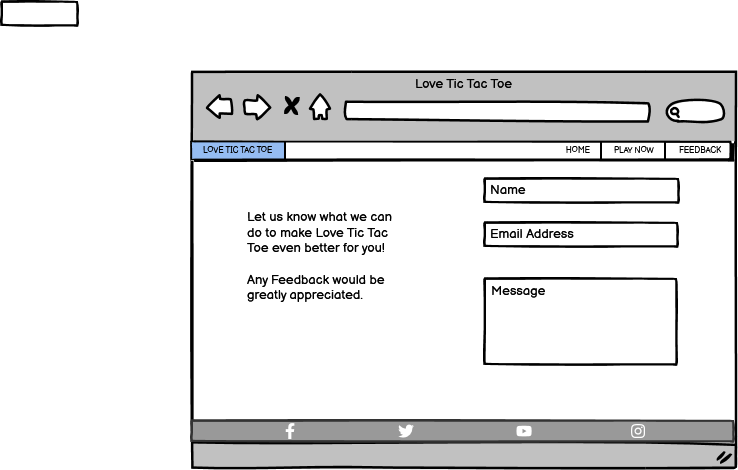 Love Tic Tac Toe
LOVE TIC TAC TOE
HOME
PLAY NOW
FEEDBACK
Let us know what we can
do to make Love Tic Tac
Toe even better for you!
Any Feedback would be
greatly appreciated.
Name
Email Address
Message